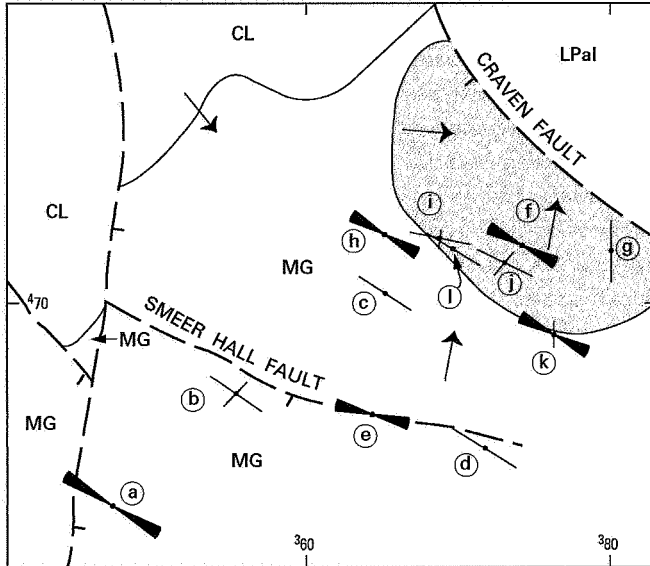 CL
LPal
CRAVEN FAULT
CL
f
i
h
g
MG
j
c
l
⁴70
SMEER HALL FAULT
MG
k
b
MG
e
MG
d
a
³60
³80